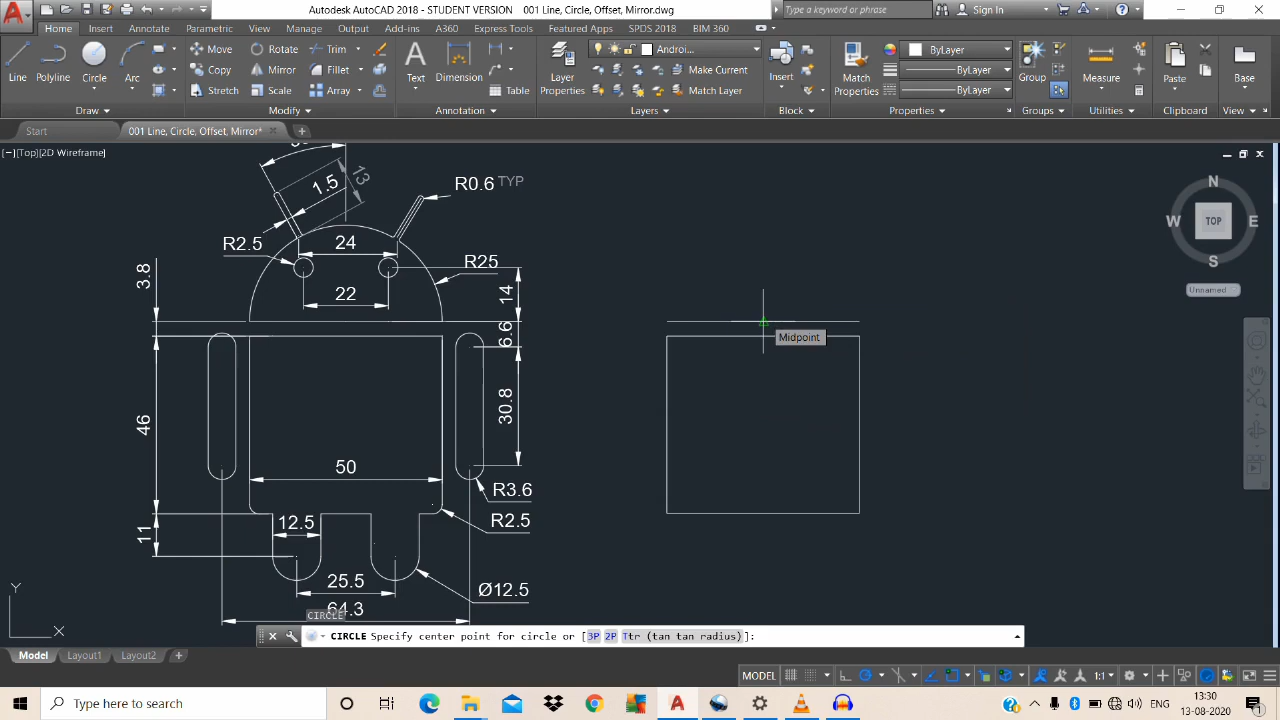 Autodesk AutoCAD 2018 - STUDENT VERSION 001 Line, Circle, Offset, Mirror.dwg
Type a keyword or phrase
Sign In
Home Insert Annotate Parametric View Manage Output Add-ins A360 Express Tools Featured Apps SPDS 2018 BIM 360
Line Polyline Circle Arc
Move Rotate Trim
Copy Mirror Fillet
Stretch Scale Array
Text Dimension Table
Layer Properties
Androi...
Make Current
Match Layer
Insert
Match Properties
ByLayer
ByLayer
ByLayer
Group
Measure
Paste
Base
Draw Modify Annotation Layers Block Properties Groups Utilities Clipboard View
Start 001 Line, Circle, Offset, Mirror*
[−][Top][2D Wireframe]
1.5
13
R0.6 TYP
R2.5
24
R25
3.8
22
14
6.6
46
30.8
50
R3.6
12.5
R2.5
11
25.5
Ø12.5
64.3
Midpoint
N
W TOP E
S
Unnamed
Y
X
CIRCLE
CIRCLE Specify center point for circle or [3P 2P Ttr (tan tan radius)]:
Model Layout1 Layout2
MODEL 1:1
Type here to search
ENG
13:30
13-08-2020